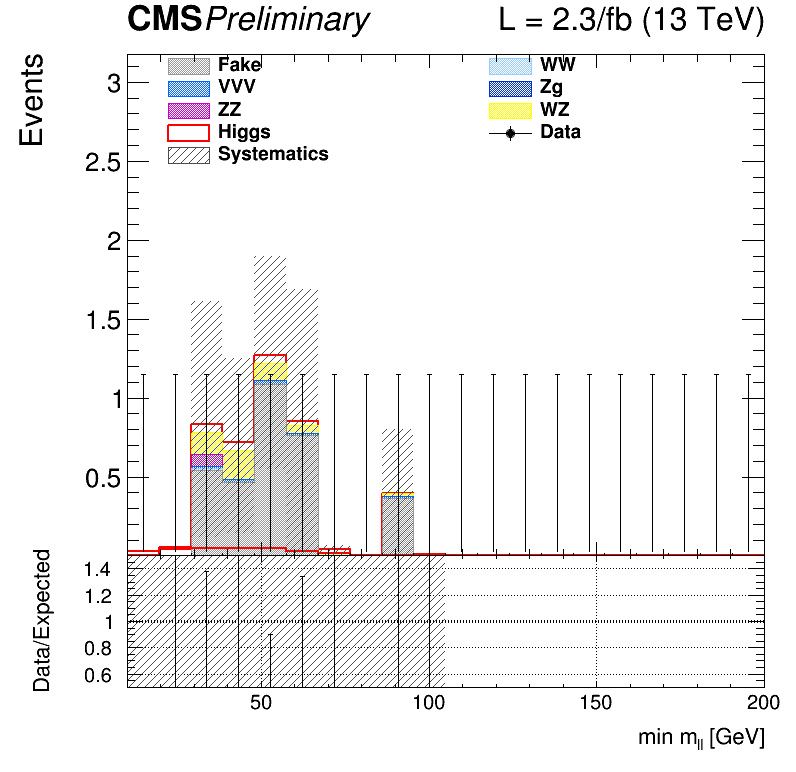 CMS Preliminary L = 2.3/fb (13 TeV)
Events
3
2.5
2
1.5
1
0.5
Fake
VVV
ZZ
Higgs
Systematics
WW
Zg
WZ
Data
Data/Expected
1.4
1.2
1
0.8
0.6
50 100 150 200
min m_ll [GeV]